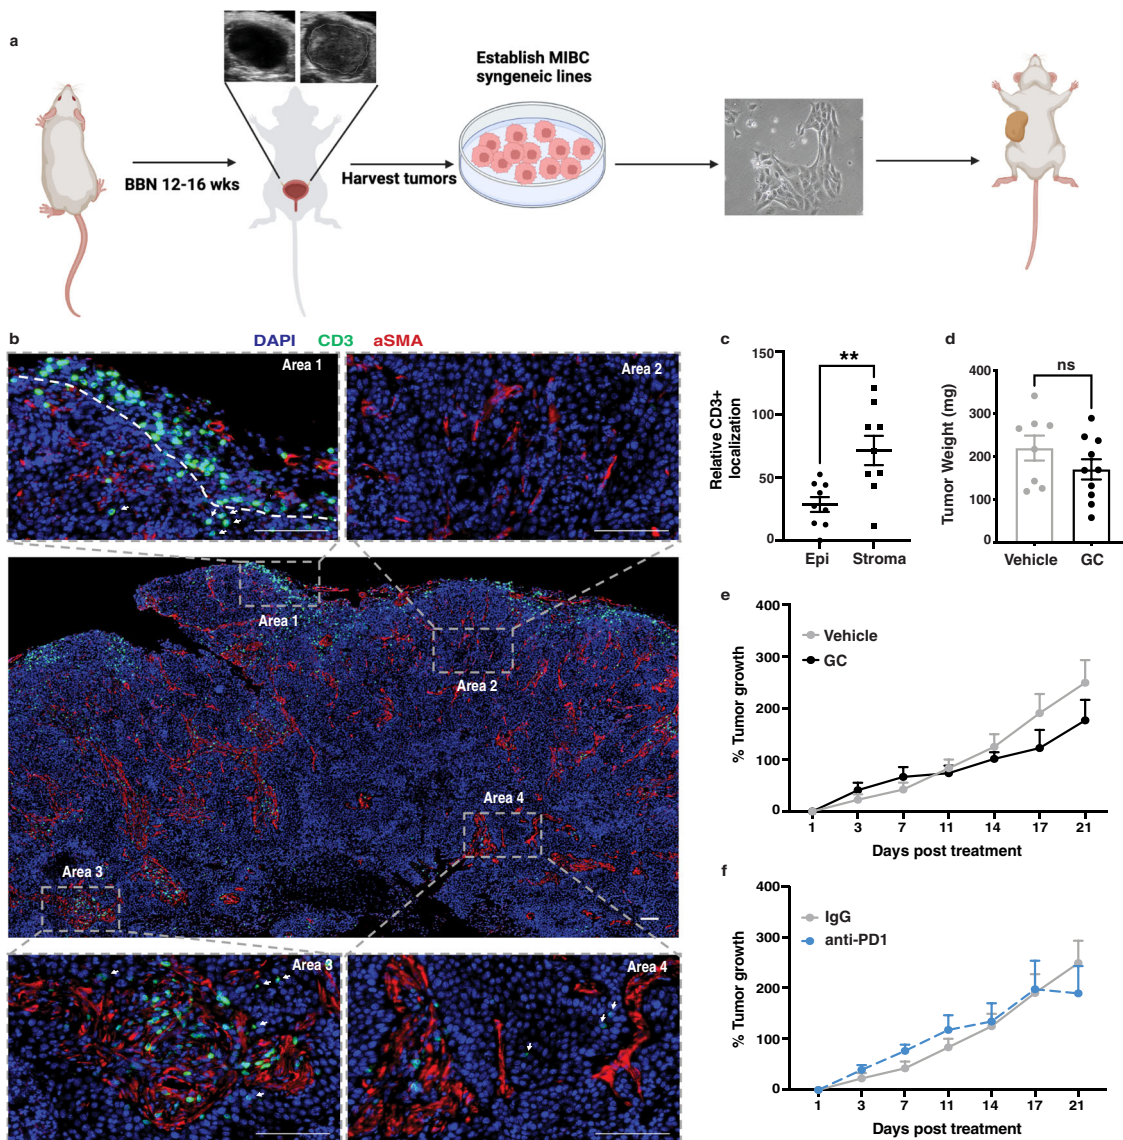 a
Establish MIBC
syngeneic lines
BBN 12-16 wks
Harvest tumors
b
DAPI CD3 aSMA
Area 1
Area 2
Area 1
Area 2
Area 4
Area 3
Area 3
Area 4
c
150
100
50
0
Relative CD3+
localization
**
Epi Stroma
d
400
300
200
100
0
Tumor Weight (mg)
ns
Vehicle GC
e
400
300
200
100
0
% Tumor growth
Vehicle
GC
1 3 7 11 14 17 21
Days post treatment
f
400
300
200
100
0
% Tumor growth
IgG
anti-PD1
1 3 7 11 14 17 21
Days post treatment